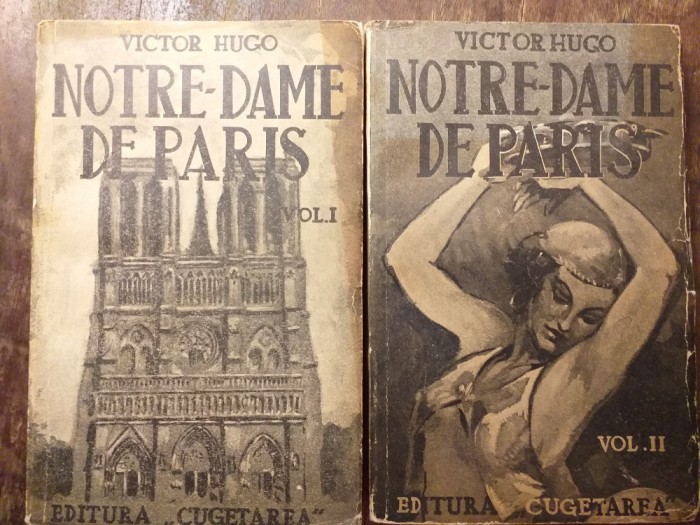 VICTOR HUGO
NOTRE-DAME
DE PARIS
VOL.I
EDITURA „CUGETAREA"
VICTOR HUGO
NOTRE-DAME
DE PARIS
VOL.II
EDITURA „CUGETAREA"